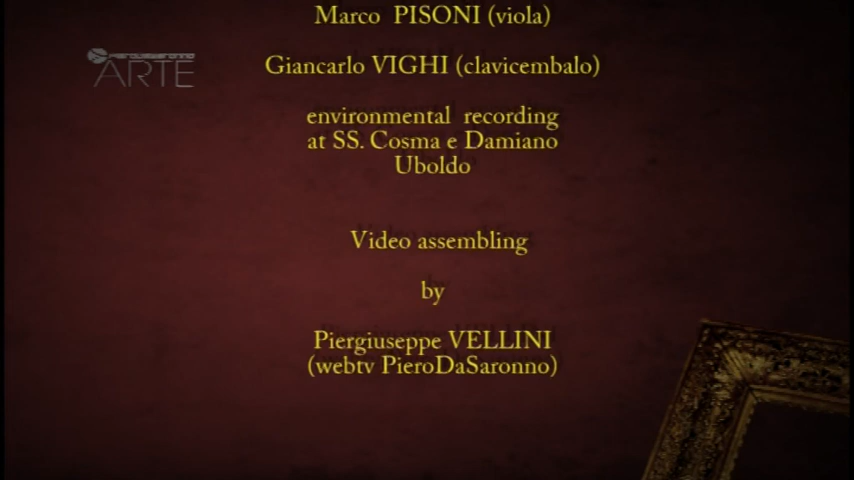 Marco PISONI (viola)
PIERODASARONNO
ARTE
Giancarlo VIGHI (clavicembalo)
environmental recording
at SS. Cosma e Damiano
Uboldo
Video assembling
by
Piergiuseppe VELLINI
(webtv PieroDaSaronno)